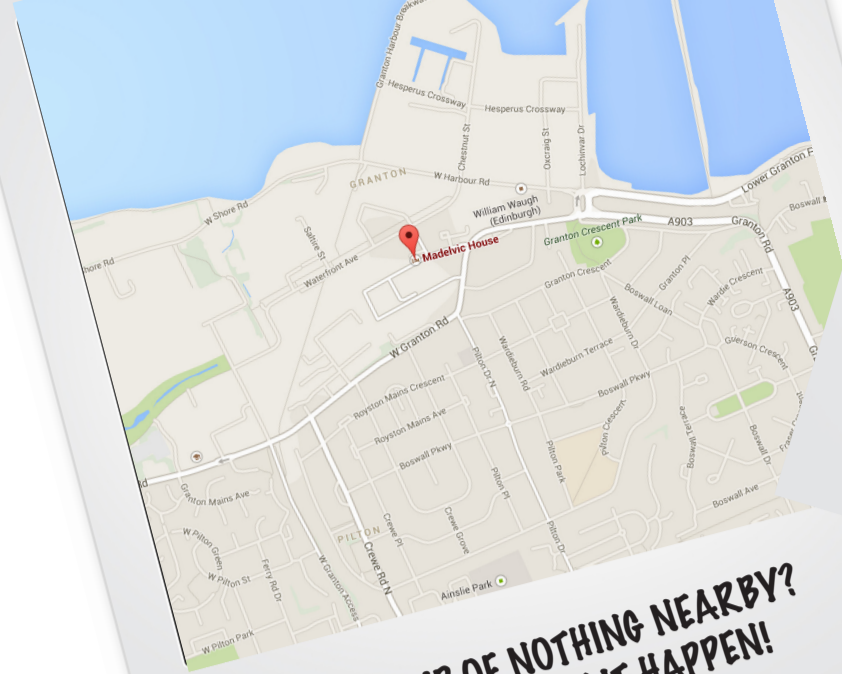 Granton Harbour
Hesperus Crossway
Hesperus Crossway
Chestnut St
Oxcraig St
Lochinvar Dr
GRANTON
W Harbour Rd
Lower Granton
W Shore Rd
William Waugh
(Edinburgh)
Boswall
Granton Crescent Park
A903
Granton Rd
Saltire St
Madelvic House
hore Rd
Waterfront Ave
Granton Crescent
Granton Pl
Wardie Crescent
Boswall Loan
A903
Wardieburn Dr
W Granton Rd
Wardieburn Terrace
Wardieburn Rd
Pilton Dr N
Royston Mains Crescent
Boswall Pkwy
Royston Mains Ave
Pilton Crescent
Boswall Terrace
Boswall Dr
Boswall Pkwy
Pilton Park
Pilton Pl
Granton Mains Ave
Boswall Ave
PILTON
Crewe Pl
Crewe Grove
W Pilton Green
Pilton Dr
W Pilton St
Ferry Rd Dr
W Granton Access
Crewe Rd N
Ainslie Park
W Pilton Park
OF NOTHING NEARBY?
HAPPEN!